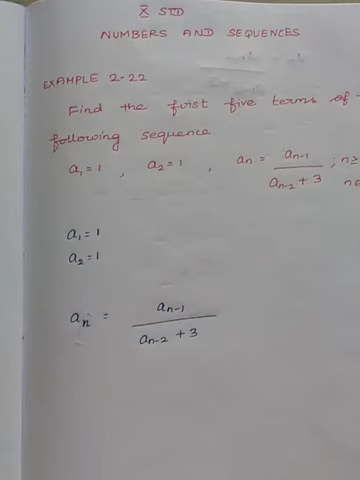 X STD
NUMBERS AND SEQUENCES
EXAMPLE 2.22
Find the first five terms of
following sequence
a₁ = 1 , a₂ = 1 , aₙ = aₙ₋₁ / aₙ₋₂ + 3 ; n ≥
n ∈
a₁ = 1
a₂ = 1
aₙ = aₙ₋₁ / aₙ₋₂ + 3